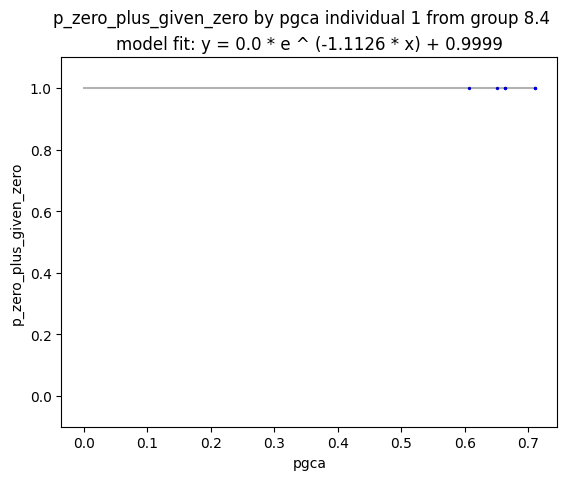 p_zero_plus_given_zero by pgca individual 1 from group 8.4
model fit: y = 0.0 * e ^ (-1.1126 * x) + 0.9999
1.0
0.8
0.6
0.4
0.2
0.0
p_zero_plus_given_zero
0.0 0.1 0.2 0.3 0.4 0.5 0.6 0.7
pgca